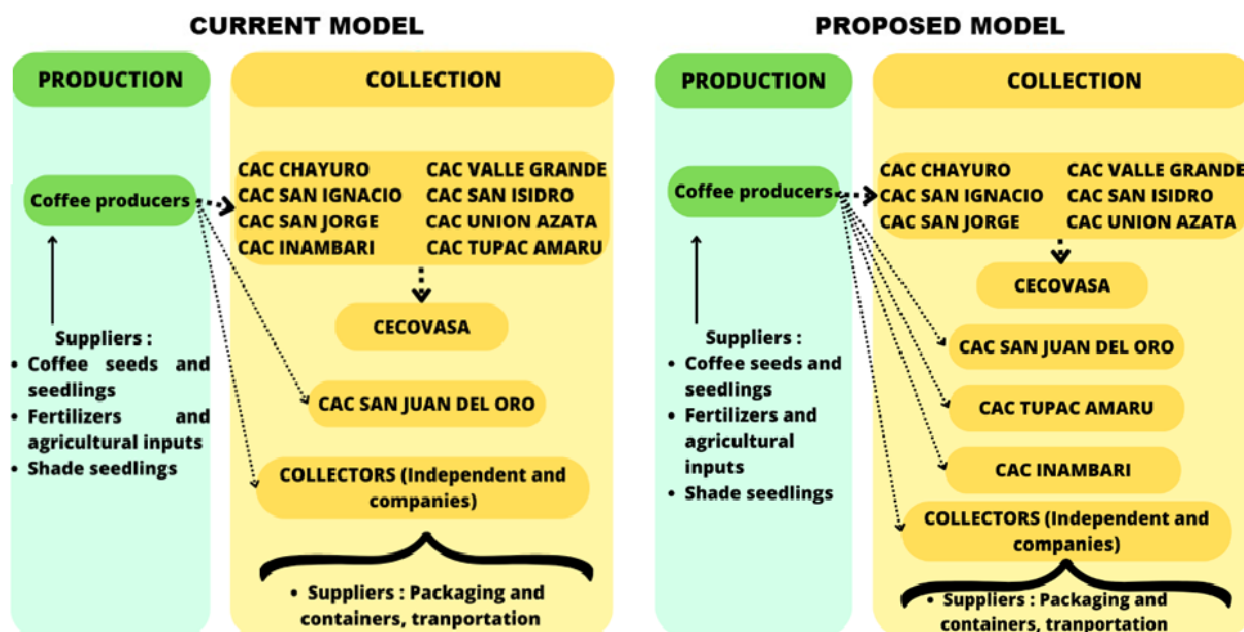 CURRENT MODEL
PRODUCTION
COLLECTION
Coffee producers
CAC CHAYURO
CAC SAN IGNACIO
CAC SAN JORGE
CAC INAMBARI
CAC VALLE GRANDE
CAC SAN ISIDRO
CAC UNION AZATA
CAC TUPAC AMARU
CECOVASA
Suppliers :
• Coffee seeds and
seedlings
• Fertilizers and
agricultural inputs
• Shade seedlings
CAC SAN JUAN DEL ORO
COLLECTORS (Independent and
companies)
• Suppliers : Packaging and
containers, tranportation
PROPOSED MODEL
PRODUCTION
COLLECTION
Coffee producers
CAC CHAYURO
CAC SAN IGNACIO
CAC SAN JORGE
CAC VALLE GRANDE
CAC SAN ISIDRO
CAC UNION AZATA
CECOVASA
Suppliers :
• Coffee seeds and
seedlings
• Fertilizers and
agricultural
inputs
• Shade seedlings
CAC SAN JUAN DEL ORO
CAC TUPAC AMARU
CAC INAMBARI
COLLECTORS (Independent and
companies)
• Suppliers : Packaging and
containers, tranportation